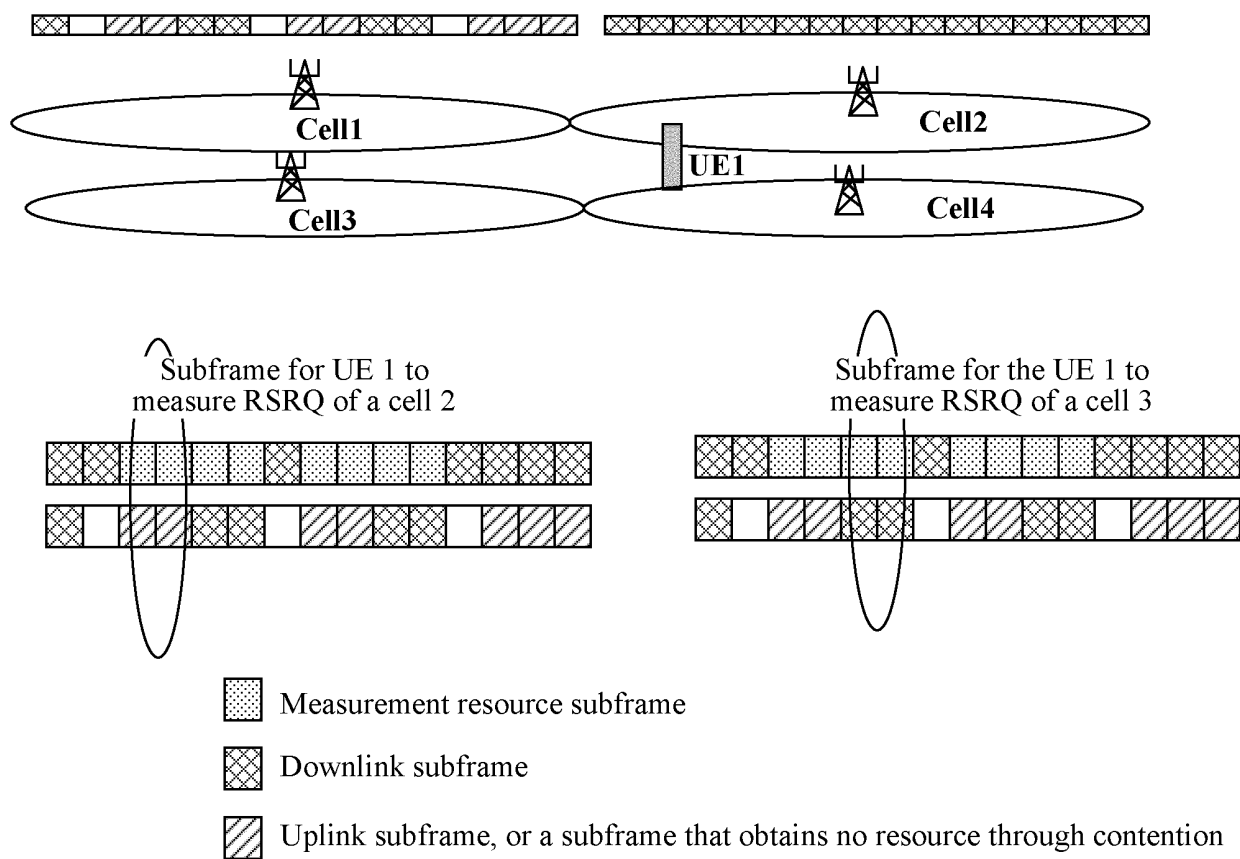 Cell1
Cell2
UE1
Cell3
Cell4
Subframe for UE 1 to
measure RSRQ of a cell 2
Subframe for the UE 1 to
measure RSRQ of a cell 3
Measurement resource subframe
Downlink subframe
Uplink subframe, or a subframe that obtains no resource through contention